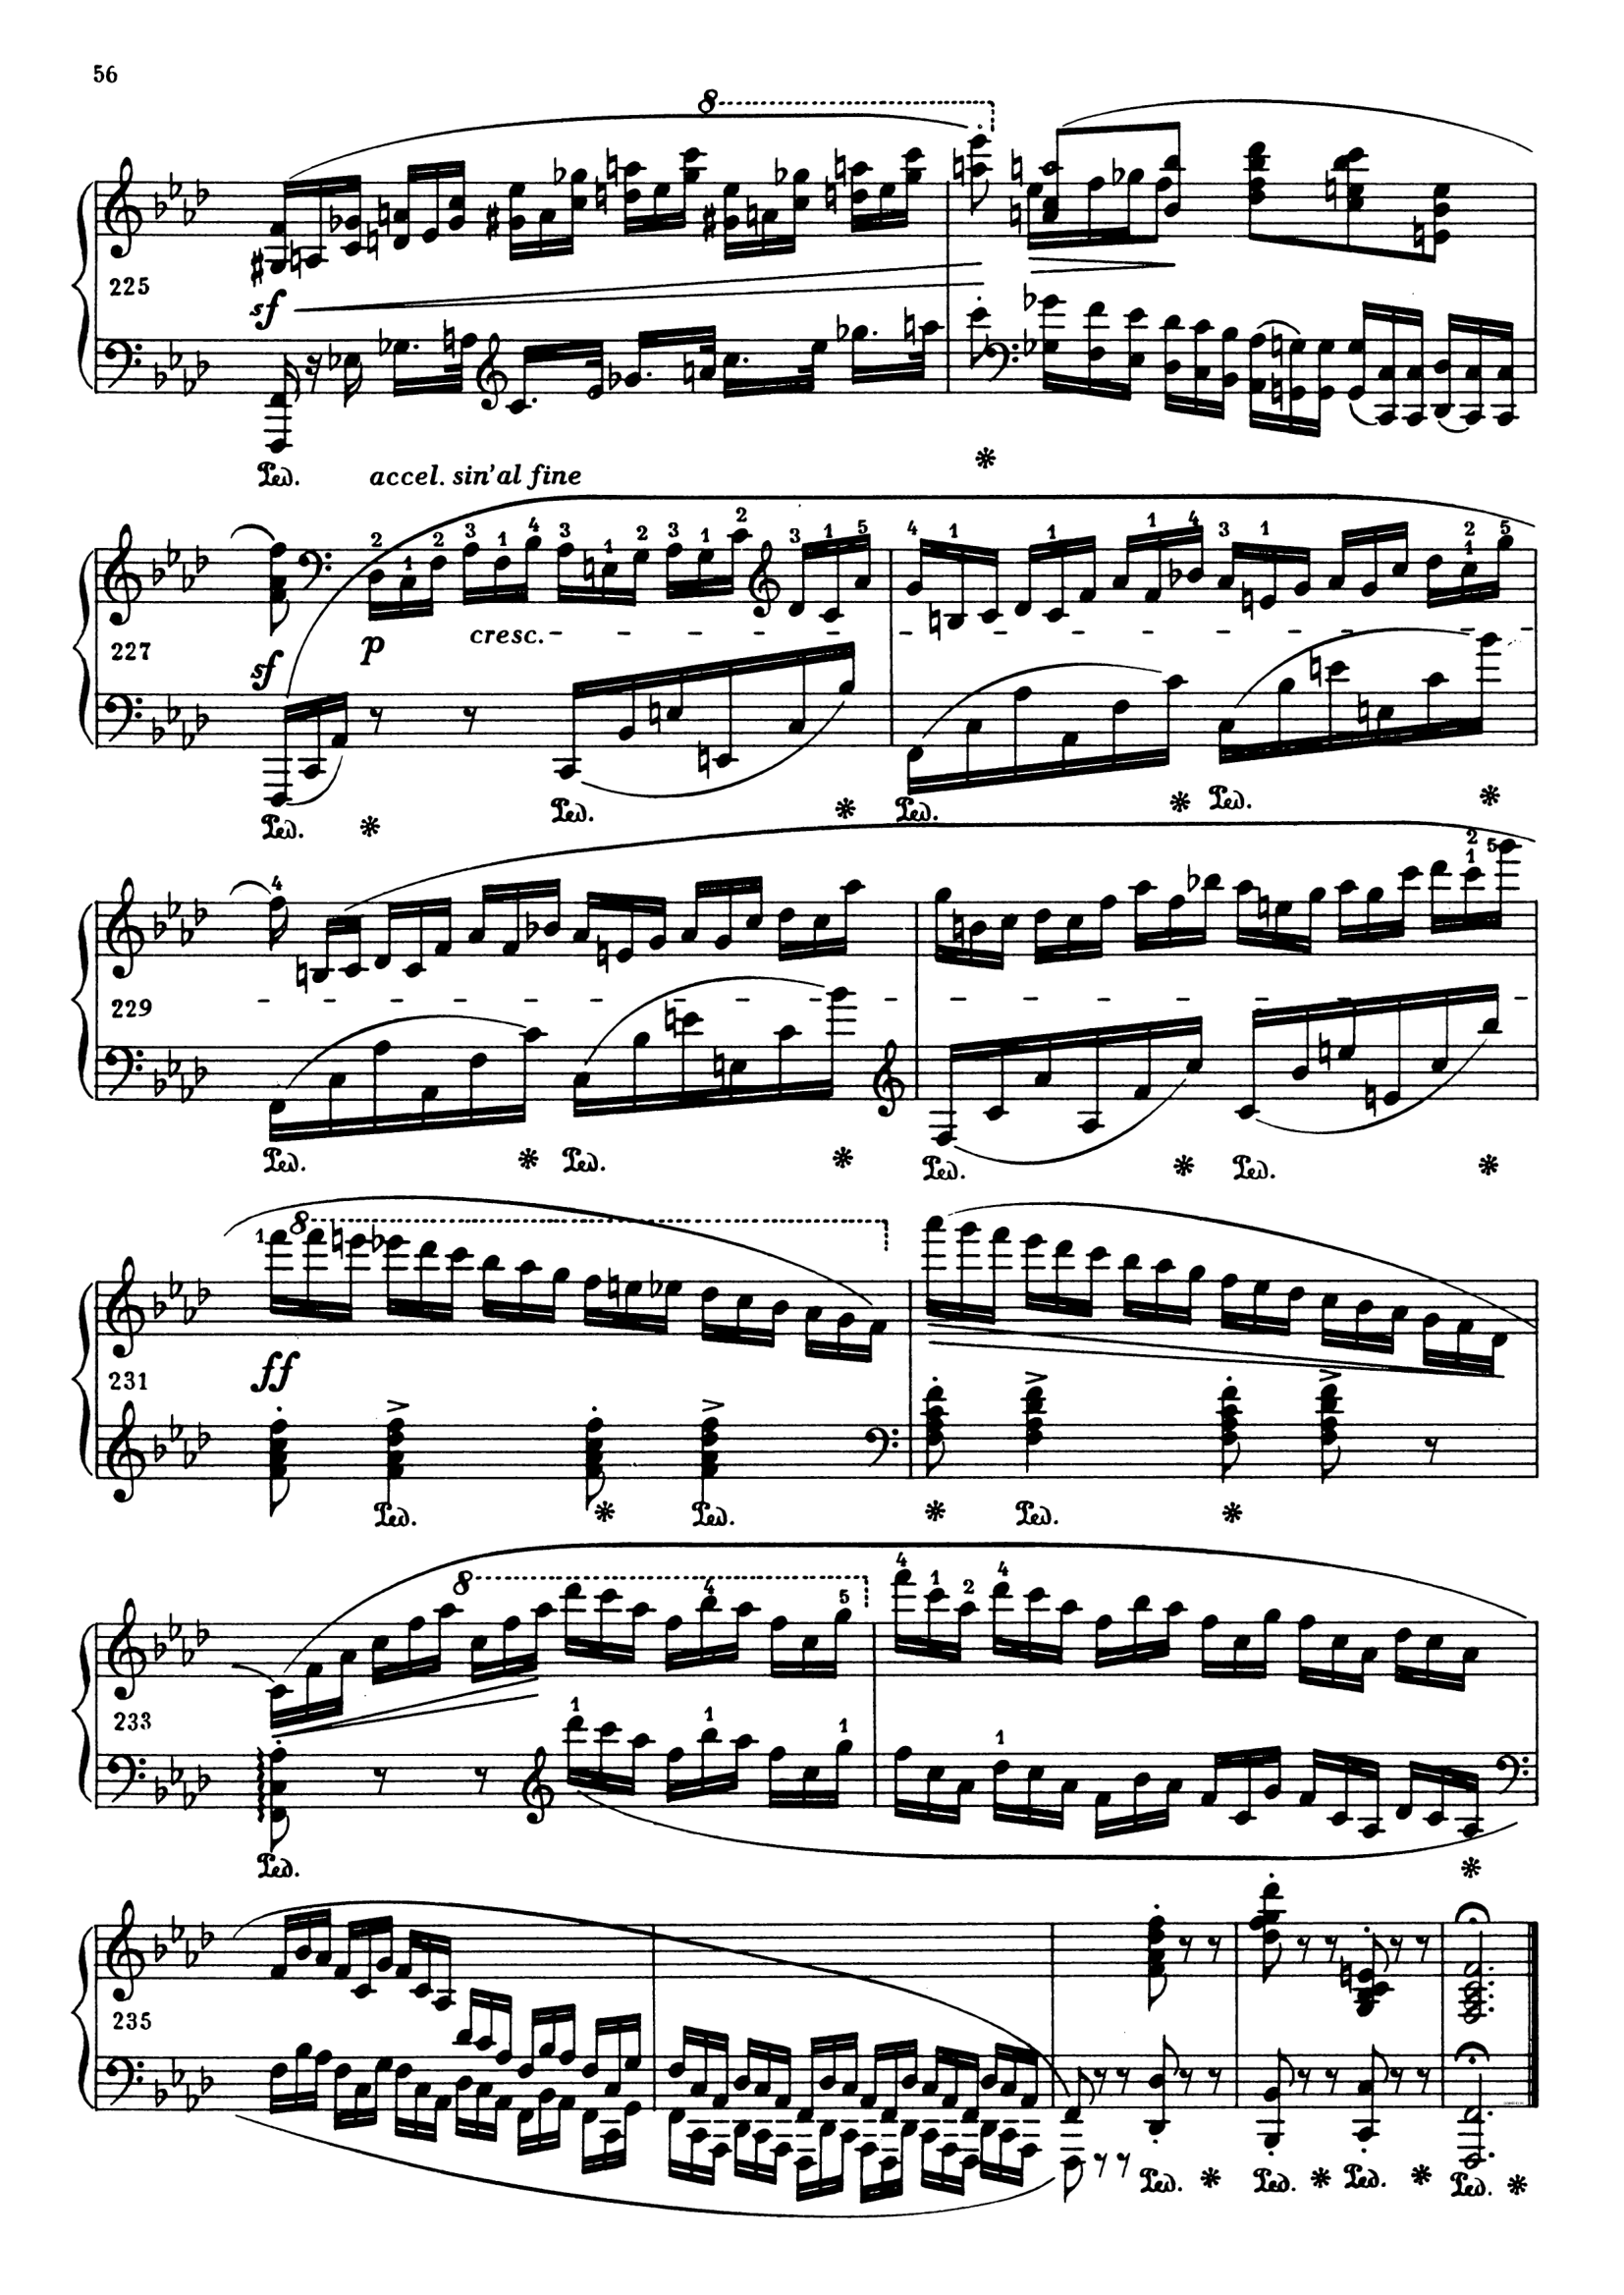 56
8
225
sf
Ped. accel. sin' al fine *
2 1 2 3 1 2 4 3 1 2 3 1 2 3 1 5 4 1 1 1 4 3 1 2 1 5
227
sf p cresc.
Ped. * Ped. * Ped. * Ped. *
4 2 1 5
229
Ped. * Ped. * Ped. * Ped. *
1 8
231
ff
Ped. * Ped. * Ped. *
8 4 5 4 1 2 4
233
1 1 1 1
Ped. *
235
Ped. * Ped. * Ped. * Ped. *